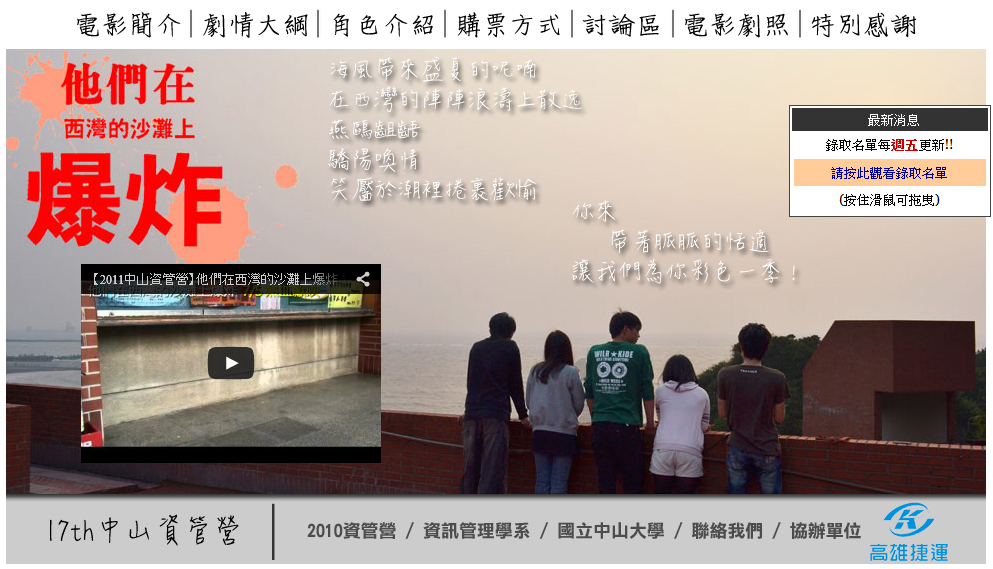 電影簡介│劇情大綱│角色介紹│購票方式│討論區│電影劇照│特別感謝
他們在
西灣的沙灘上
爆炸
海風帶來盛夏的呢喃
在西灣的陣陣浪濤上散逸
燕鷗齟齬
驕陽喚情
笑靨於潮裡捲裹歡愉
你來
帶著脈脈的恬適
讓我們為你彩色一季！
最新消息
錄取名單每週五更新!!
請按此觀看錄取名單
(按住滑鼠可拖曳)
【2011中山資管營】他們在西灣的沙灘上爆炸
WILD★KIDE
17th中山資管營
2010資管營 / 資訊管理學系 / 國立中山大學 / 聯絡我們 / 協辦單位
高雄捷運